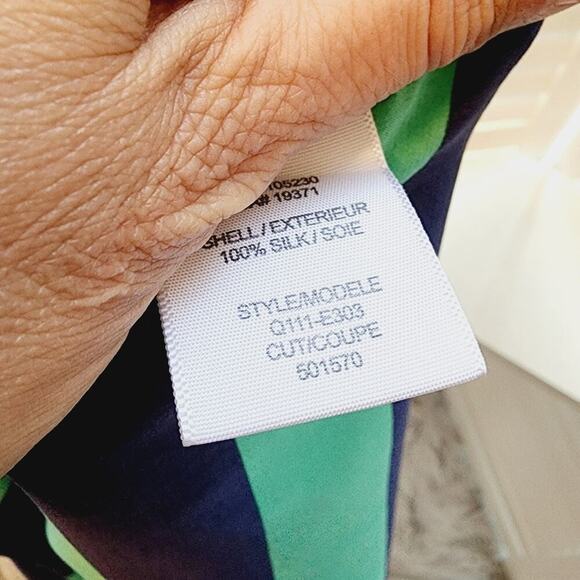 105230
# 19371
SHELL/EXTERIEUR
100% SILK/SOIE
STYLE/MODELE
Q111-E303
CUT/COUPE
501570